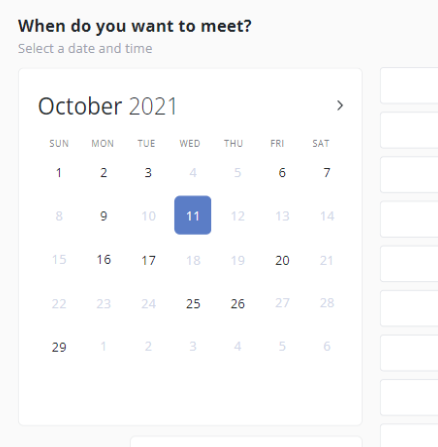 When do you want to meet?
Select a date and time
October 2021
SUN MON TUE WED THU FRI SAT
1 2 3 4 5 6 7
8 9 10 11 12 13 14
15 16 17 18 19 20 21
22 23 24 25 26 27 28
29 1 2 3 4 5 6